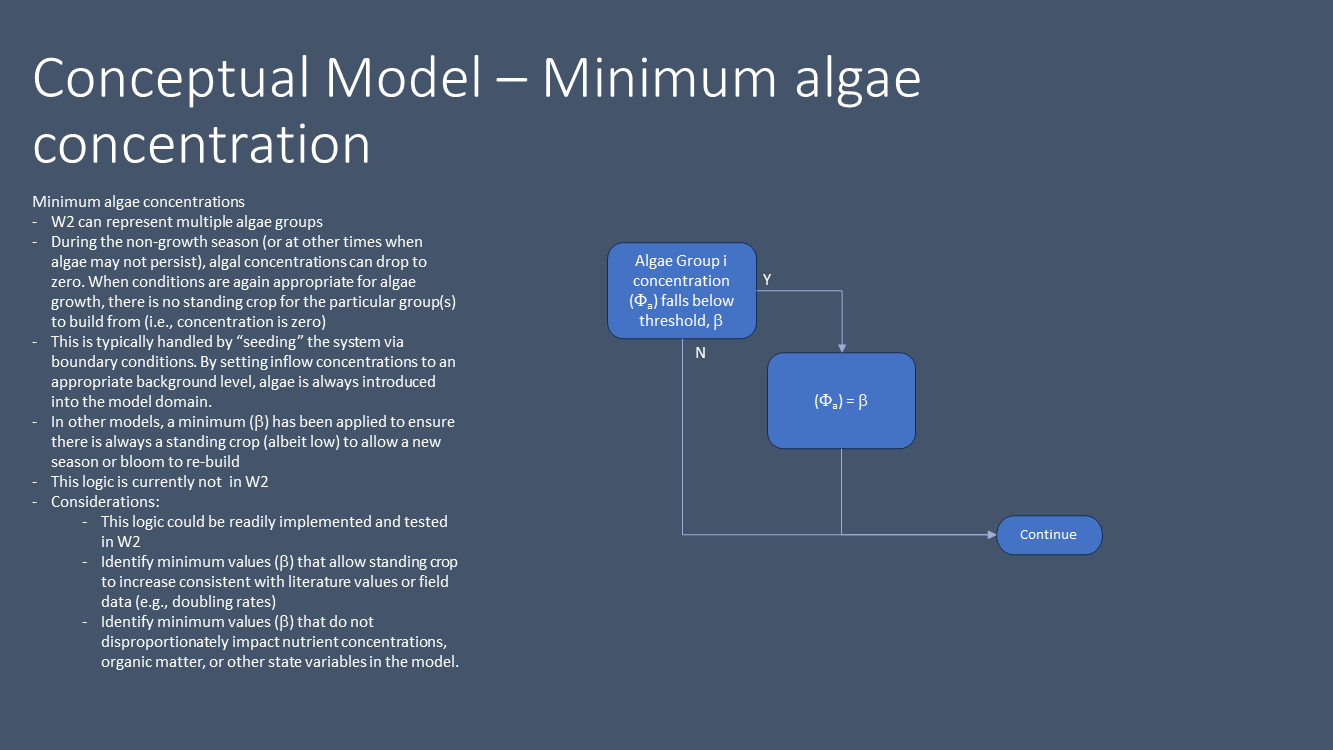 Conceptual Model – Minimum algae
concentration
Minimum algae concentrations
- W2 can represent multiple algae groups
- During the non-growth season (or at other times when
algae may not persist), algal concentrations can drop to
zero. When conditions are again appropriate for algae
growth, there is no standing crop for the particular group(s)
to build from (i.e., concentration is zero)
- This is typically handled by “seeding” the system via
boundary conditions. By setting inflow concentrations to an
appropriate background level, algae is always introduced
into the model domain.
- In other models, a minimum (β) has been applied to ensure
there is always a standing crop (albeit low) to allow a new
season or bloom to re-build
- This logic is currently not  in W2
- Considerations:
- This logic could be readily implemented and tested
in W2
- Identify minimum values (β) that allow standing crop
to increase consistent with literature values or field
data (e.g., doubling rates)
- Identify minimum values (β) that do not
disproportionately impact nutrient concentrations,
organic matter, or other state variables in the model.
Algae Group i
concentration
(Φₐ) falls below
threshold, β
Y
N
(Φₐ) = β
Continue